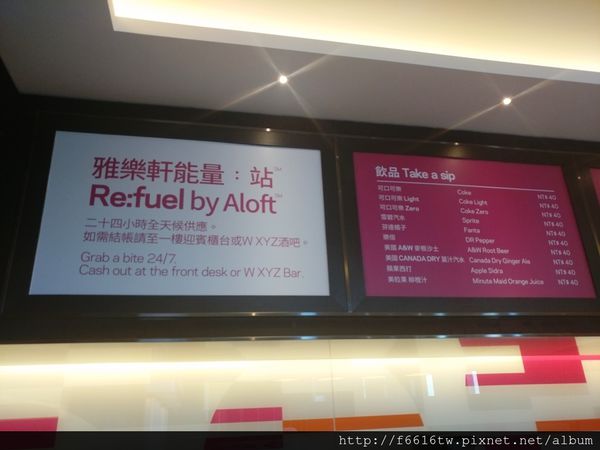 雅樂軒能量：站™
Re:fuel by Aloft™
二十四小時全天候供應。
如需結帳請至一樓迎賓櫃台或W XYZ酒吧。
Grab a bite 24/7.
Cash out at the front desk or W XYZ Bar.
飲品 Take a sip
可口可樂 Coke NT$ 40
可口可樂 Light Coke Light NT$ 40
可口可樂 Zero Coke Zero NT$ 40
雪碧汽水 Sprite NT$ 40
芬達橘子 Fanta NT$ 40
樂倍 DR Pepper NT$ 40
美國 A&W 麥根沙士 A&W Root Beer NT$ 40
美國 CANADA DRY 薑汁汽水 Canada Dry Ginger Ale NT$ 40
蘋果西打 Apple Sidra NT$ 40
美粒果 柳橙汁 Minute Maid Orange Juice NT$ 40
http://f6616tw.pixnet.net/album